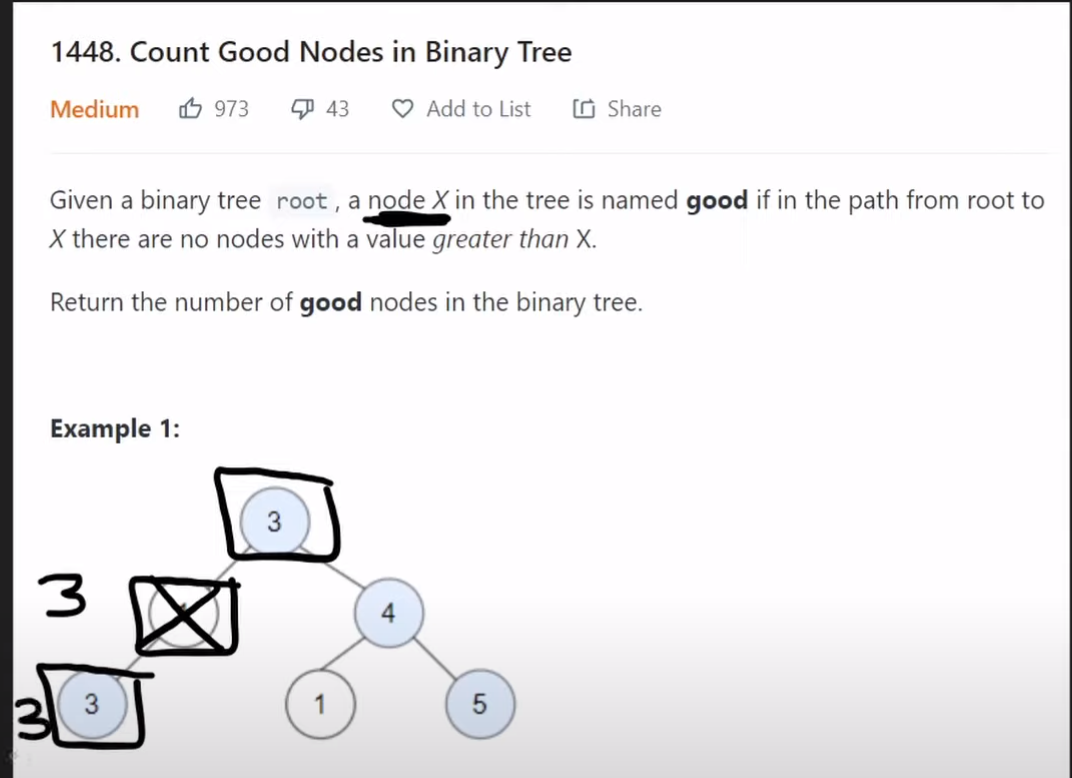 1448. Count Good Nodes in Binary Tree
Medium 973 43 Add to List Share
Given a binary tree root, a node X in the tree is named good if in the path from root to
X there are no nodes with a value greater than X.
Return the number of good nodes in the binary tree.
Example 1:
3
3 4
3 3 1 5